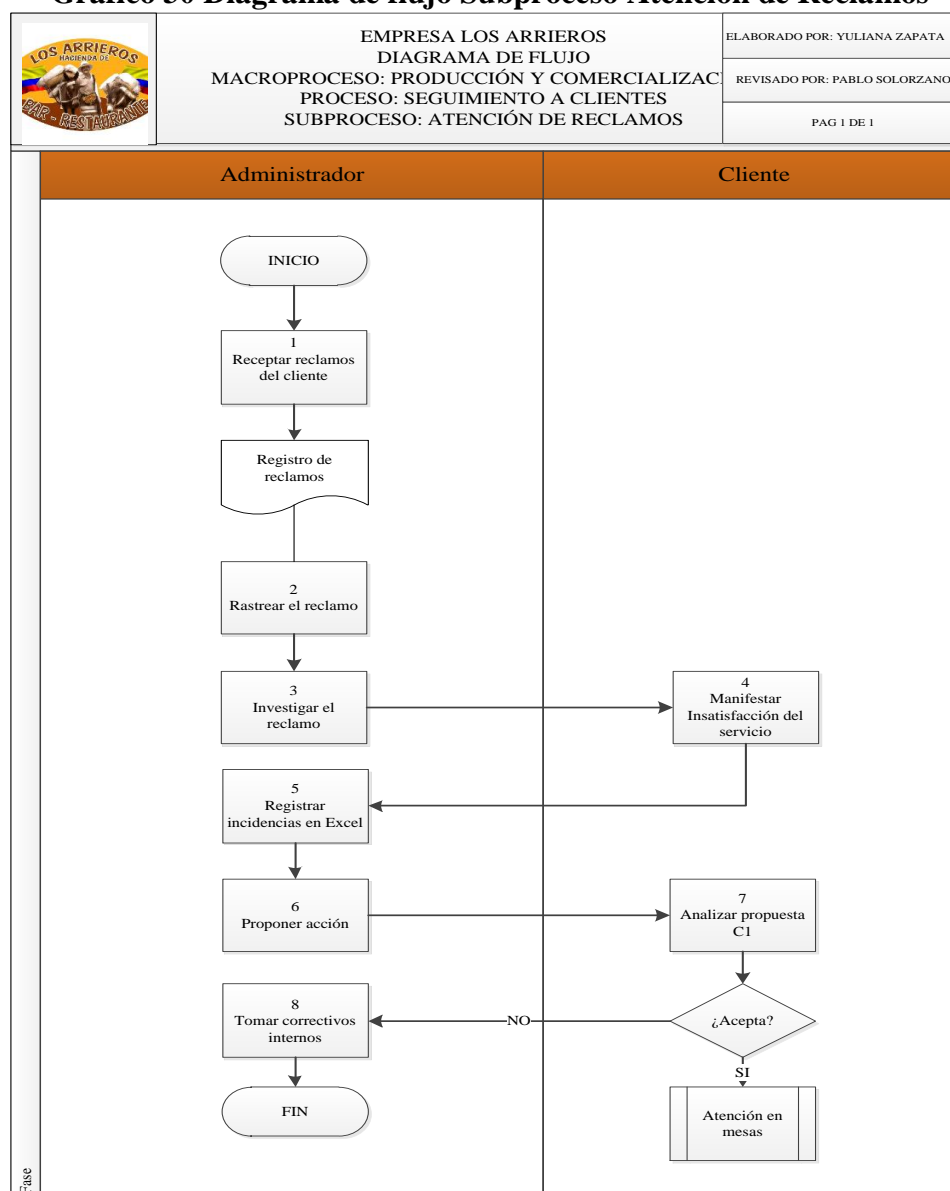 Gráfico 50 Diagrama de flujo Subproceso Atención de Reclamos
LOS ARRIEROS
HACIENDA DE
BAR - RESTAURANTE
EMPRESA LOS ARRIEROS
DIAGRAMA DE FLUJO
MACROPROCESO: PRODUCCIÓN Y COMERCIALIZACI
PROCESO: SEGUIMIENTO A CLIENTES
SUBPROCESO: ATENCIÓN DE RECLAMOS
ELABORADO POR: YULIANA ZAPATA
REVISADO POR: PABLO SOLORZANO
PAG 1 DE 1
Administrador
Cliente
INICIO
1
Receptar reclamos
del cliente
Registro de
reclamos
2
Rastrear el reclamo
3
Investigar el
reclamo
4
Manifestar
Insatisfacción del
servicio
5
Registrar
incidencias en Excel
6
Proponer acción
7
Analizar propuesta
C1
8
Tomar correctivos
internos
NO
¿Acepta?
SI
FIN
Atención en
mesas
Fase